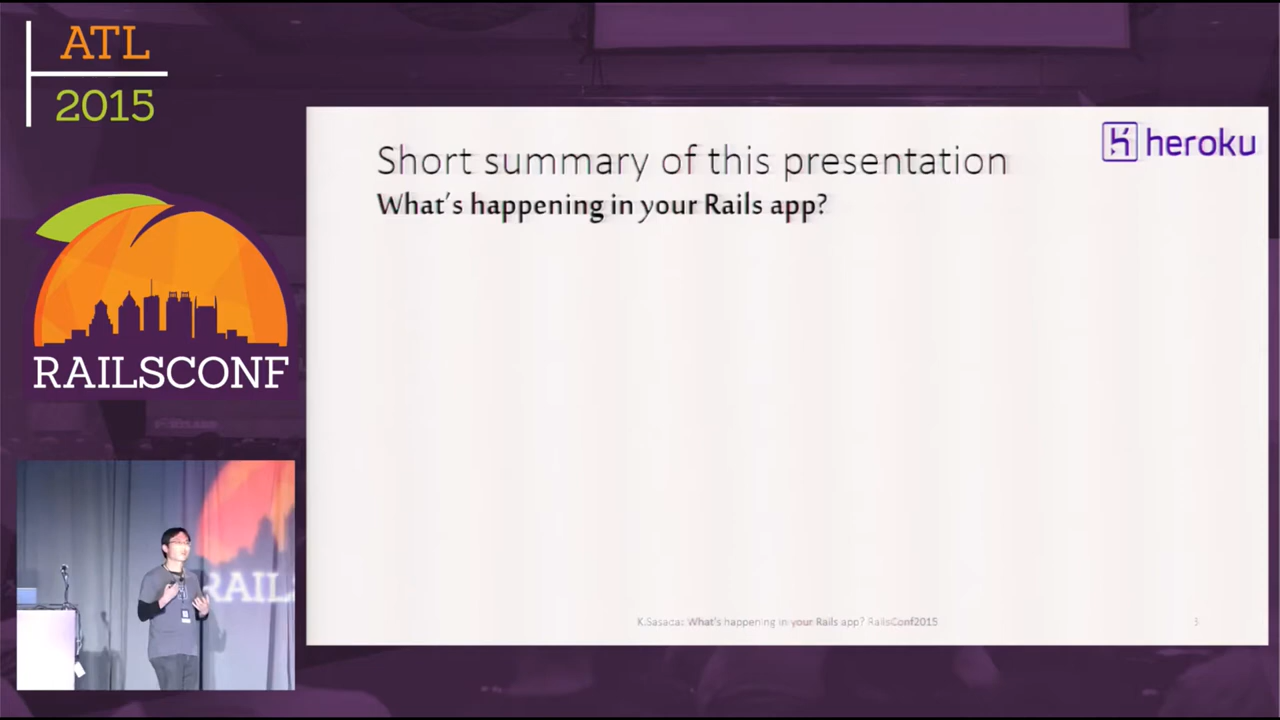 ATL
2015
RAILSCONF
heroku
Short summary of this presentation
What's happening in your Rails app?
RAILS
K.Sasada: What's happening in your Rails app? RailsConf2015